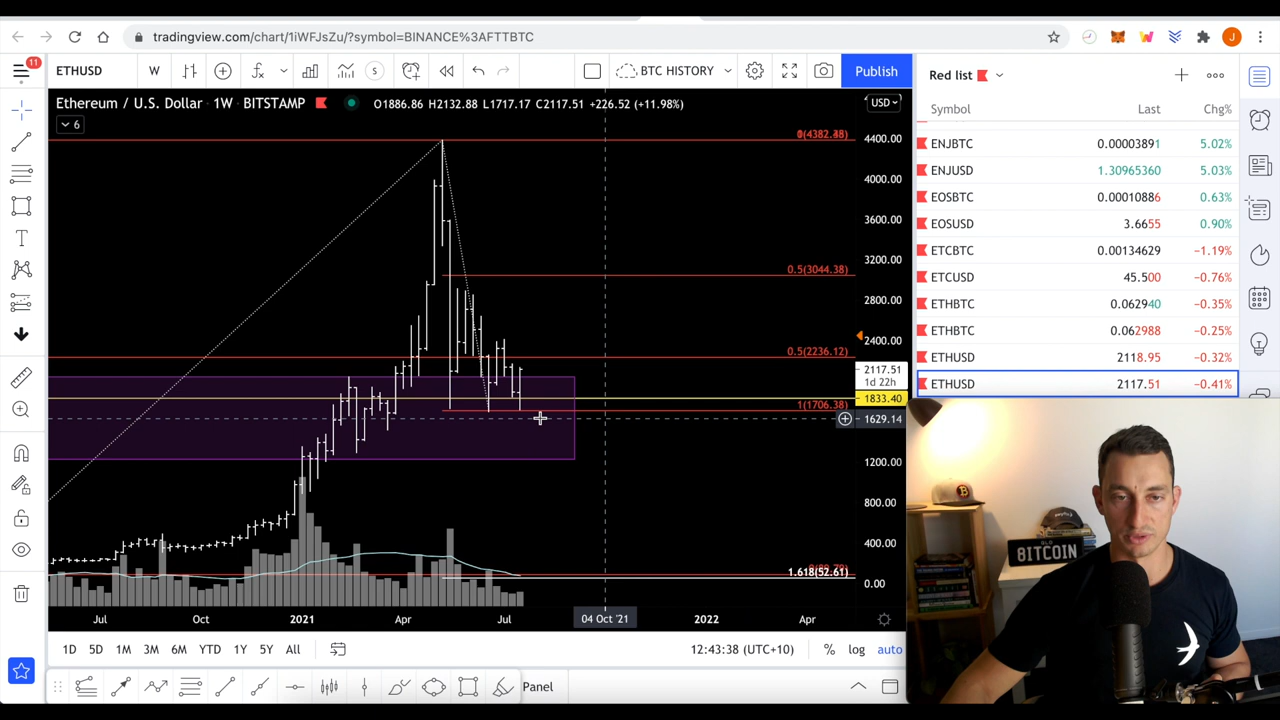 tradingview.com/chart/1iWFJsZu/?symbol=BINANCE%3AFTTBTC
J
11
ETHUSD
W
S
BTC HISTORY
Publish
Red list
Ethereum / U.S. Dollar · 1W · BITSTAMP
O1886.86 H2132.88 L1717.17 C2117.51 +226.52 (+11.98%)
USD
6
Symbol
Last
Chg%
ENJBTC 0.00003891 5.02%
ENJUSD 1.30965360 5.03%
EOSBTC 0.00010886 0.63%
EOSUSD 3.6655 0.90%
ETCBTC 0.00134629 −1.19%
ETCUSD 45.500 −0.76%
ETHBTC 0.062940 −0.35%
ETHBTC 0.062988 −0.25%
ETHUSD 2118.95 −0.32%
ETHUSD 2117.51 −0.41%
4400.00
4000.00
3600.00
3200.00
0.5(3044.38)
2800.00
2400.00
0.5(2236.12)
2117.51
1d 22h
1833.40
1(1706.38)
1629.14
1200.00
800.00
400.00
1.618(52.61)
0.00
Jul
Oct
2021
Apr
Jul
04 Oct '21
2022
Apr
1D 5D 1M 3M 6M YTD 1Y 5Y All
12:43:38 (UTC+10)
%
log
auto
Panel
BITCOIN